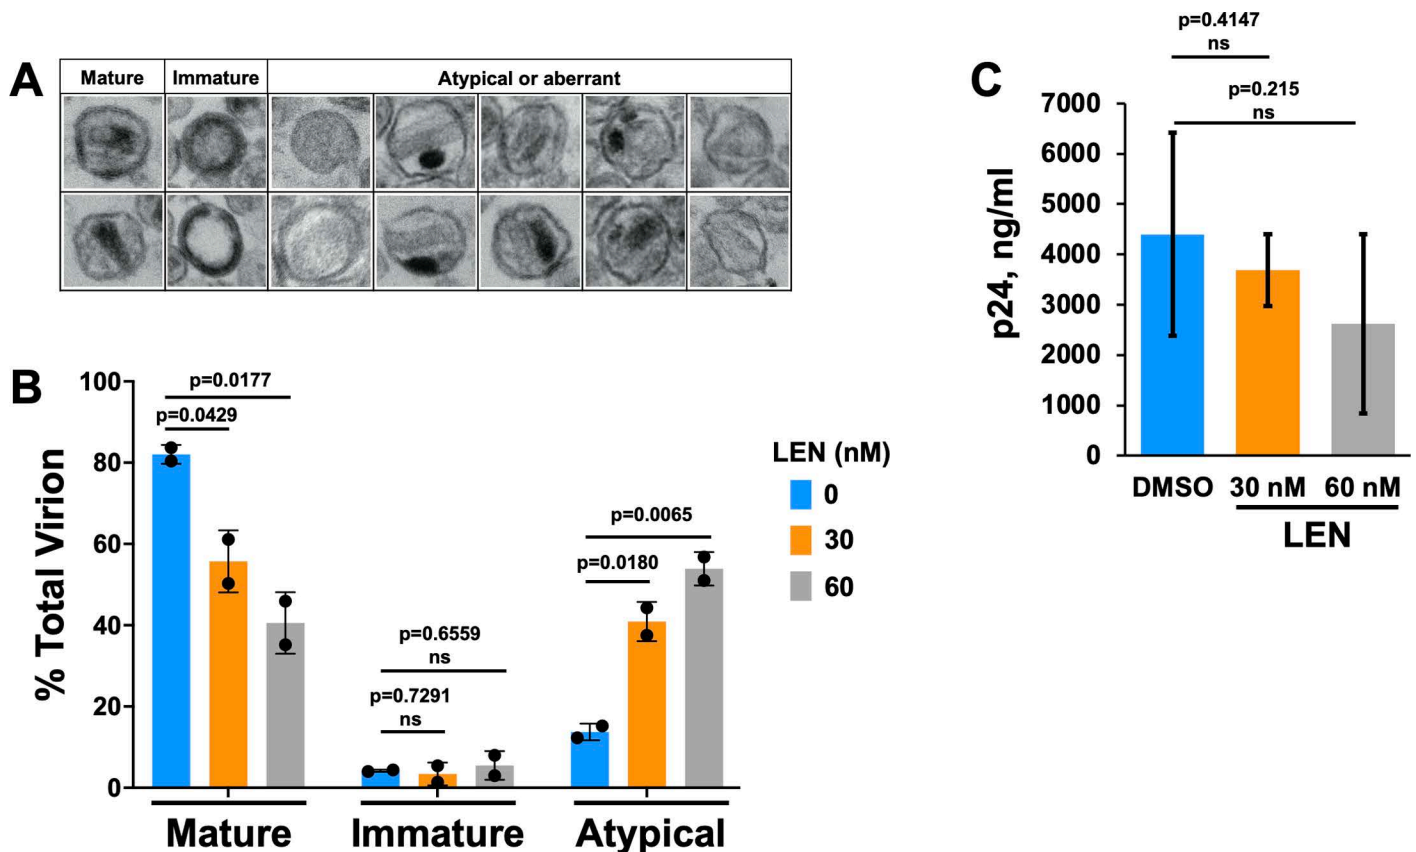 A
Mature Immature Atypical or aberrant
B
% Total Virion
100
80
60
40
20
0
p=0.0177
p=0.0429
p=0.6559
ns
p=0.7291
ns
p=0.0065
p=0.0180
Mature Immature Atypical
LEN (nM)
0
30
60
C
p24, ng/ml
p=0.4147
ns
p=0.215
ns
7000
6000
5000
4000
3000
2000
1000
0
DMSO 30 nM 60 nM
LEN